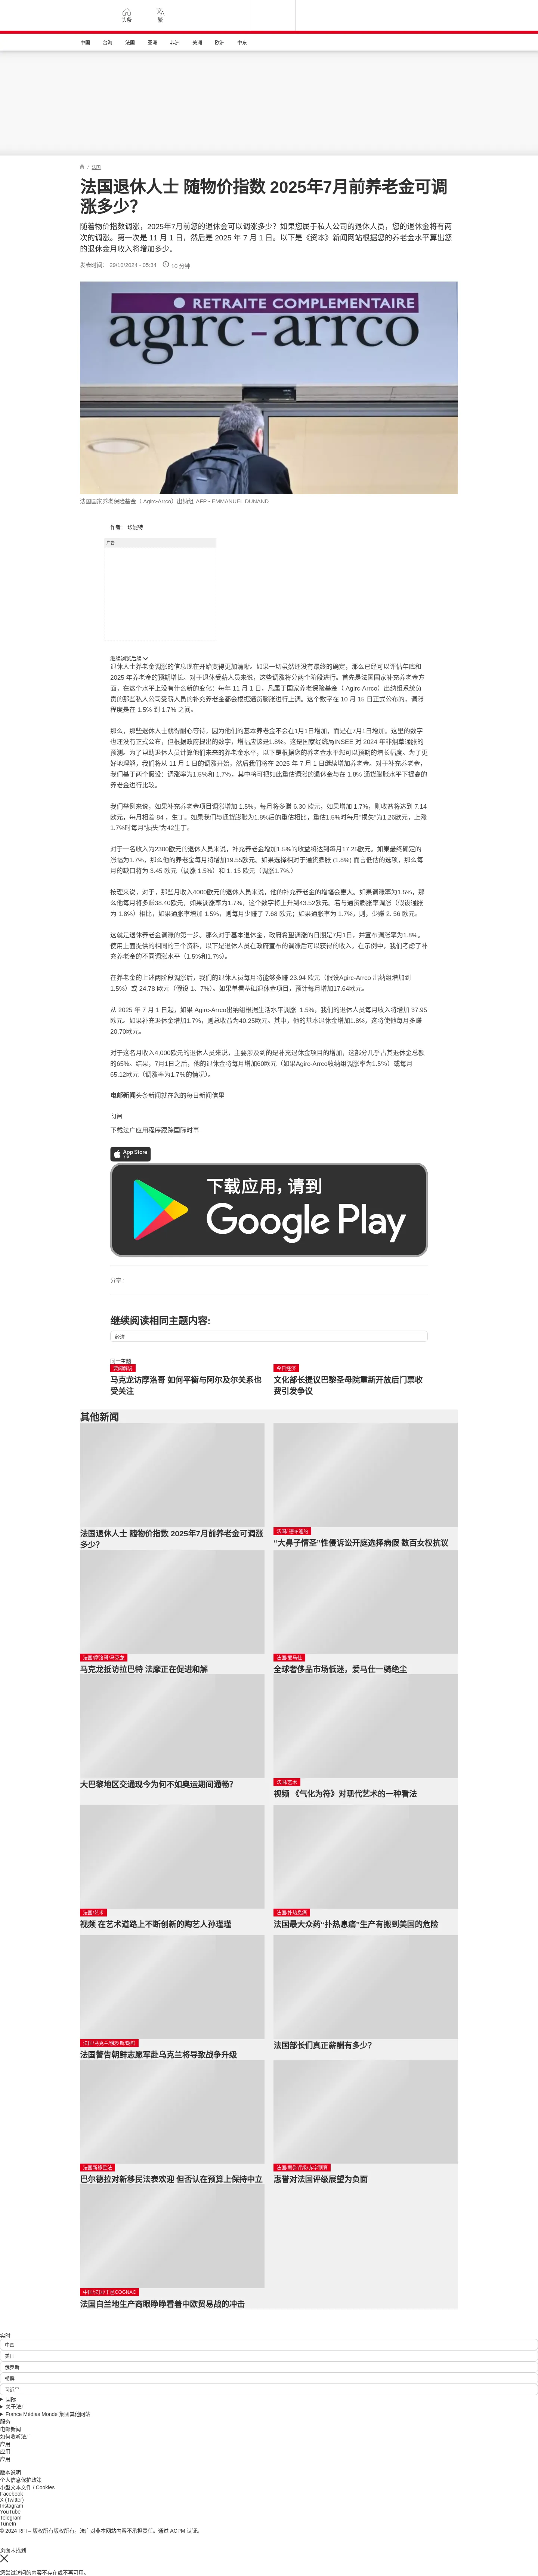 头条
繁
中国 台海 法国 亚洲 非洲 美洲 欧洲 中东
/ 法国
法国退休人士 随物价指数 2025年7月前养老金可调
涨多少？
随着物价指数调涨，2025年7月前您的退休金可以调涨多少？如果您属于私人公司的退休人员，您的退休金将有两
次的调涨。第一次是 11 月 1 日，然后是 2025 年 7 月 1 日。以下是《资本》新闻网站根据您的养老金水平算出您
的退休金月收入将增加多少。
发表时间： 29/10/2024 - 05:34 10 分钟
RETRAITE COMPLÉMENTAIRE
agirc-arrco
法国国家养老保险基金（ Agirc-Arrco）出纳组 AFP - EMMANUEL DUNAND
作者： 珍妮特
广告
继续浏览后续
退休人士养老金调涨的信息现在开始变得更加清晰。如果一切虽然还没有最终的确定，那么已经可以评估年底和
2025 年养老金的预期增长。对于退休受薪人员来说，这些调涨将分两个阶段进行。首先是法国国家补充养老金方
面，在这个水平上没有什么新的变化：每年 11 月 1 日，凡属于国家养老保险基金（ Agirc-Arrco）出纳组系统负
责的那些私人公司受薪人员的补充养老金都会根据通货膨胀进行上调。这个数字在 10 月 15 日正式公布的，调涨
程度是在 1.5% 到 1.7% 之间。
那么，那些退休人士就得耐心等待。因为他们的基本养老金不会在1月1日增加，而是在7月1日增加。这里的数字
也还没有正式公布，但根据政府提出的数字，增幅应该是1.8%。这是国家经统局INSEE 对 2024 年非烟草通胀的
预测。为了帮助退休人员计算他们未来的养老金水平，以下是根据您的养老金水平您可以预期的增长幅度。为了更
好地理解，我们将从 11 月 1 日的调涨开始，然后我们将在 2025 年 7 月 1 日继续增加养老金。对于补充养老金，
我们基于两个假设：调涨率为1.5%和 1.7%，其中将可把如此重估调涨的退休金与在 1.8% 通货膨胀水平下提高的
养老金进行比较。
我们举例来说，如果补充养老金项目调涨增加 1.5%，每月将多赚 6.30 欧元，如果增加 1.7%，则收益将达到 7.14
欧元，每月相差 84 ，生丁。如果我们与通货膨胀为1.8%后的重估相比，重估1.5%时每月“损失”为1.26欧元，上涨
1.7%时每月“损失”为42生丁。
对于一名收入为2300欧元的退休人员来说，补充养老金增加1.5%的收益将达到每月17.25欧元。如果最终确定的
涨幅为1.7%，那么他的养老金每月将增加19.55欧元。如果选择相对于通货膨胀 (1.8%) 而言低估的选项，那么每
月的缺口将为 3.45 欧元（调涨 1.5%）和 1. 15 欧元（调涨1.7%.）
按理来说，对于，那些月收入4000欧元的退休人员来说，他的补充养老金的增幅会更大。如果调涨率为1.5%，那
么他每月将多赚38.40欧元，如果调涨率为1.7%，这个数字将上升到43.52欧元。若与通货膨胀率调涨（假设通胀
为 1.8%）相比，如果通胀率增加 1.5%，则每月少赚了 7.68 欧元；如果通胀率为 1.7%，则，少赚 2. 56 欧元。
这就是退休养老金调涨的第一步。那么对于基本退休金，政府希望调涨的日期是7月1日，并宣布调涨率为1.8%。
使用上面提供的相同的三个资料，以下是退休人员在政府宣布的调涨后可以获得的收入。在示例中，我们考虑了补
充养老金的不同调涨水平（1.5%和1.7%）。
在养老金的上述两阶段调涨后，我们的退休人员每月将能够多赚 23.94 欧元（假设Agirc-Arrco 出纳组增加到
1.5%）或 24.78 欧元（假设 1。7%）。如果单看基础退休金项目，预计每月增加17.64欧元。
从 2025 年 7 月 1 日起，如果 Agirc-Arrco出纳组根据生活水平调涨 1.5%，我们的退休人员每月收入将增加 37.95
欧元。如果补充退休金增加1.7%，则总收益为40.25欧元。其中，他的基本退休金增加1.8%，这将使他每月多赚
20.70欧元。
对于这名月收入4,000欧元的退休人员来说，主要涉及到的是补充退休金项目的增加，这部分几乎占其退休金总额
的65%。结果，7月1日之后，他的退休金将每月增加60欧元（如果Agirc-Arrco收纳组调涨率为1.5%）或每月
65.12欧元（调涨率为1.7%的情况）。
电邮新闻头条新闻就在您的每日新闻信里
订阅
下载法广应用程序跟踪国际时事
App Store
下载
下载应用，请到
Google Play
分享 :
继续阅读相同主题内容:
经济
同一主题
要闻解说
马克龙访摩洛哥 如何平衡与阿尔及尔关系也
受关注
今日经济
文化部长提议巴黎圣母院重新开放后门票收
费引发争议
其他新闻
法国退休人士 随物价指数 2025年7月前养老金可调涨
多少？
法国/ 德帕迪约
“大鼻子情圣”性侵诉讼开庭选择病假 数百女权抗议
法国/摩洛哥/马克龙
马克龙抵访拉巴特 法摩正在促进和解
法国/爱马仕
全球奢侈品市场低迷，爱马仕一骑绝尘
大巴黎地区交通现今为何不如奥运期间通畅？
法国/艺术
视频 《气化为符》对现代艺术的一种看法
法国/艺术
视频 在艺术道路上不断创新的陶艺人孙瑾瑾
法国/扑热息痛
法国最大众药“扑热息痛”生产有搬到美国的危险
法国/乌克兰/俄罗斯/朝鲜
法国警告朝鲜志愿军赴乌克兰将导致战争升级
法国部长们真正薪酬有多少？
法国新移民法
巴尔德拉对新移民法表欢迎 但否认在预算上保持中立
法国/惠誉评级/赤字预算
惠誉对法国评级展望为负面
中国/法国/干邑COGNAC
法国白兰地生产商眼睁睁看着中欧贸易战的冲击
实时
中国
美国
俄罗斯
朝鲜
习近平
国际
关于法广
France Médias Monde 集团其他网站
服务
电邮新闻
如何收听法广
应用
应用
应用
版本说明
个人信息保护政策
小型文本文件 / Cookies
Facebook
X (Twitter)
Instagram
YouTube
Telegram
TuneIn
© 2024 RFI – 版权所有版权所有。法广对非本网站内容不承担责任。通过 ACPM 认证。
页面未找到
您尝试访问的内容不存在或不再可用。